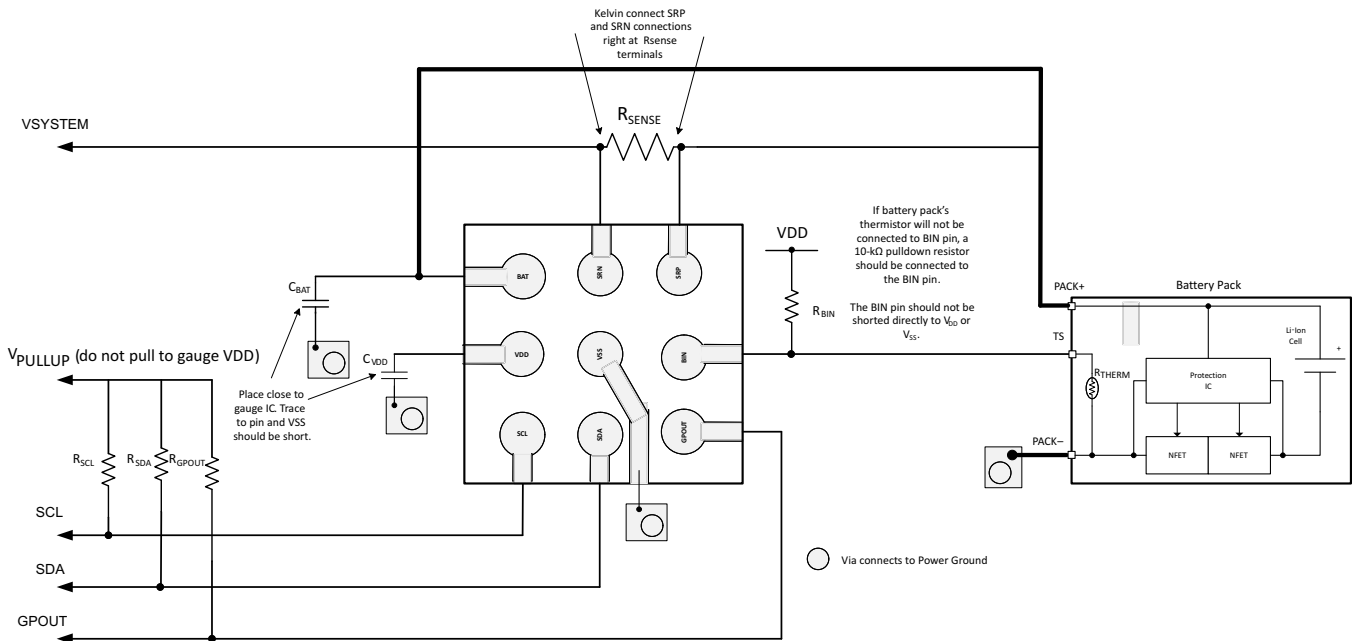 Kelvin connect SRP
and SRN connections
right at Rsense
terminals
RSENSE
VSYSTEM
If battery pack's
thermistor will not be
connected to BIN pin, a
10-kΩ pulldown resistor
should be connected to
the BIN pin.
The BIN pin should not be
shorted directly to VDD or
VSS.
VDD
RBIN
BAT
SRN
SRP
CBAT
PACK+
Battery Pack
TS
Li-Ion
Cell
+
VPULLUP (do not pull to gauge VDD)
CVDD
VDD
VSS
BIN
RTHERM
Protection
IC
Place close to
gauge IC. Trace
to pin and VSS
should be short.
SCL
SDA
GPOUT
PACK–
NFET
NFET
RSCL
RSDA
RGPOUT
SCL
Via connects to Power Ground
SDA
GPOUT